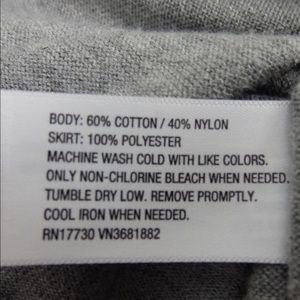 BODY: 60% COTTON / 40% NYLON
SKIRT: 100% POLYESTER
MACHINE WASH COLD WITH LIKE COLORS.
ONLY NON-CHLORINE BLEACH WHEN NEEDED.
TUMBLE DRY LOW. REMOVE PROMPTLY.
COOL IRON WHEN NEEDED.
RN17730 VN3681882